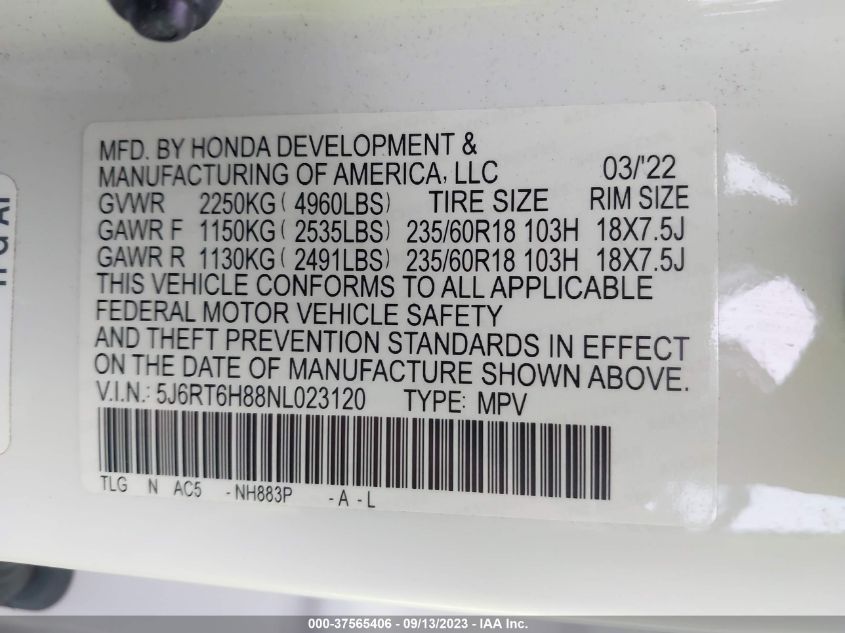 MFD. BY HONDA DEVELOPMENT &
MANUFACTURING OF AMERICA, LLC 03/'22
GVWR 2250KG ( 4960LBS) TIRE SIZE RIM SIZE
GAWR F 1150KG ( 2535LBS) 235/60R18 103H 18X7.5J
GAWR R 1130KG ( 2491LBS) 235/60R18 103H 18X7.5J
THIS VEHICLE CONFORMS TO ALL APPLICABLE
FEDERAL MOTOR VEHICLE SAFETY
AND THEFT PREVENTION STANDARDS IN EFFECT
ON THE DATE OF MANUFACTURE SHOWN ABOVE.
V.I.N.: 5J6RT6H88NL023120 TYPE: MPV
TLG N AC5 -NH883P -A-L
000-37565406 - 09/13/2023 - IAA Inc.